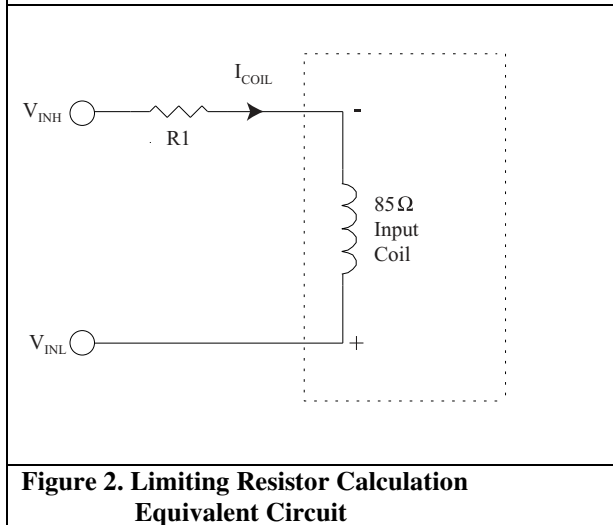 I_COIL
V_INH
R1
-
85Ω
Input
Coil
V_INL
+
Figure 2. Limiting Resistor Calculation
Equivalent Circuit